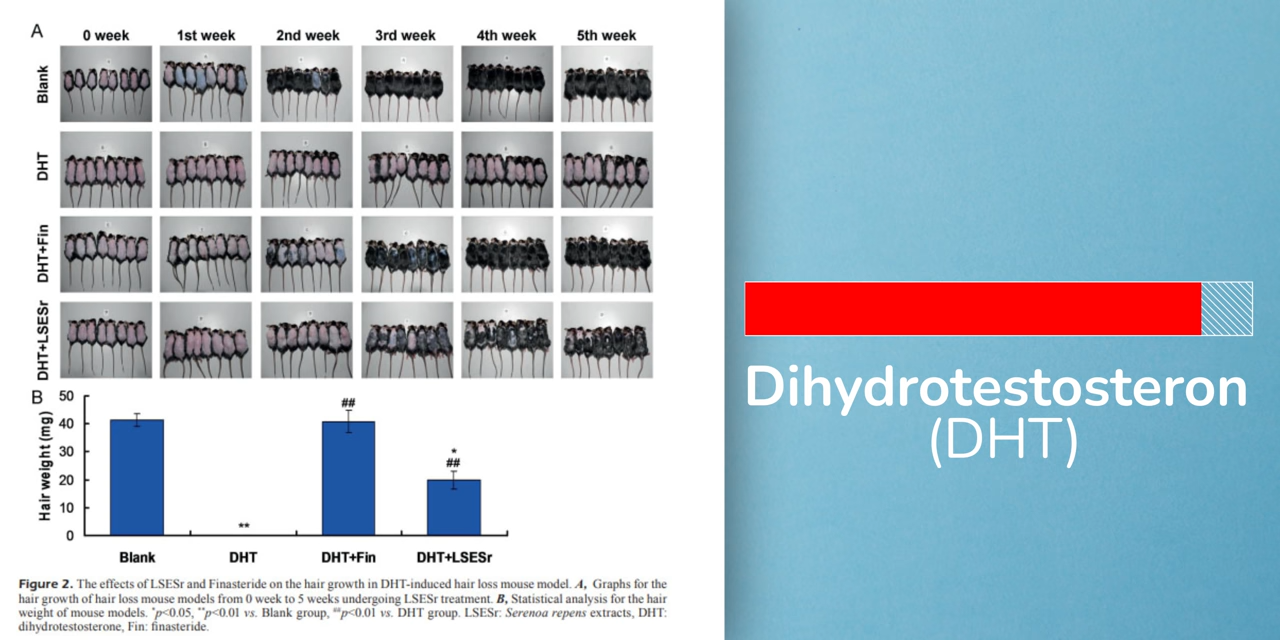 A
0 week 1st week 2nd week 3rd week 4th week 5th week
Blank
DHT
DHT+Fin
DHT+LSESr
B
Hair weight (mg)
50
40
30
20
10
0
**
##
*
##
Blank DHT DHT+Fin DHT+LSESr
Figure 2. The effects of LSESr and Finasteride on the hair growth in DHT-induced hair loss mouse model. A, Graphs for the
hair growth of hair loss mouse models from 0 week to 5 weeks undergoing LSESr treatment. B, Statistical analysis for the hair
weight of mouse models. *p<0.05, **p<0.01 vs. Blank group, ##p<0.01 vs. DHT group. LSESr: Serenoa repens extracts, DHT:
dihydrotestosterone, Fin: finasteride.
Dihydrotestosteron
(DHT)